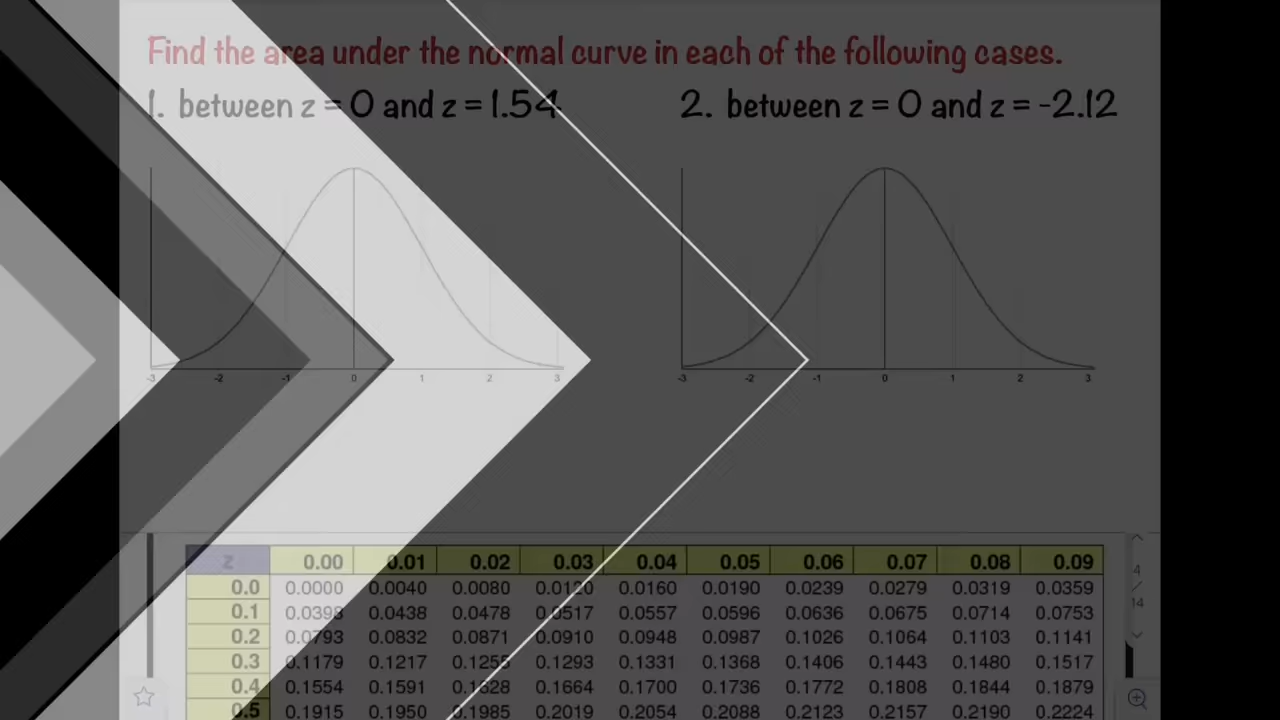 Find the area under the normal curve in each of the following cases.
1. between z = 0 and z = 1.54
2. between z = 0 and z = -2.12
-3 -2 -1 0 1 2 3
-3 -2 -1 0 1 2 3
z 0.00 0.01 0.02 0.03 0.04 0.05 0.06 0.07 0.08 0.09
0.0 0.0000 0.0040 0.0080 0.0120 0.0160 0.0190 0.0239 0.0279 0.0319 0.0359
0.1 0.0398 0.0438 0.0478 0.0517 0.0557 0.0596 0.0636 0.0675 0.0714 0.0753
0.2 0.0793 0.0832 0.0871 0.0910 0.0948 0.0987 0.1026 0.1064 0.1103 0.1141
0.3 0.1179 0.1217 0.1255 0.1293 0.1331 0.1368 0.1406 0.1443 0.1480 0.1517
0.4 0.1554 0.1591 0.1628 0.1664 0.1700 0.1736 0.1772 0.1808 0.1844 0.1879
0.5 0.1915 0.1950 0.1985 0.2019 0.2054 0.2088 0.2123 0.2157 0.2190 0.2224
4
/
14